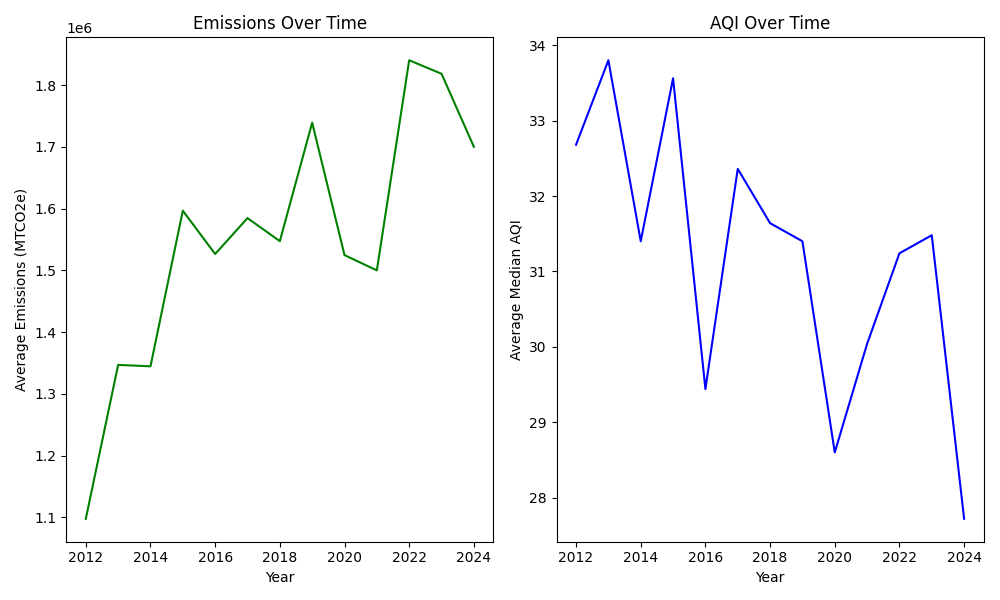 Emissions Over Time
1e6
Average Emissions (MTCO2e)
1.8
1.7
1.6
1.5
1.4
1.3
1.2
1.1
2012 2014 2016 2018 2020 2022 2024
Year
AQI Over Time
Average Median AQI
34
33
32
31
30
29
28
2012 2014 2016 2018 2020 2022 2024
Year